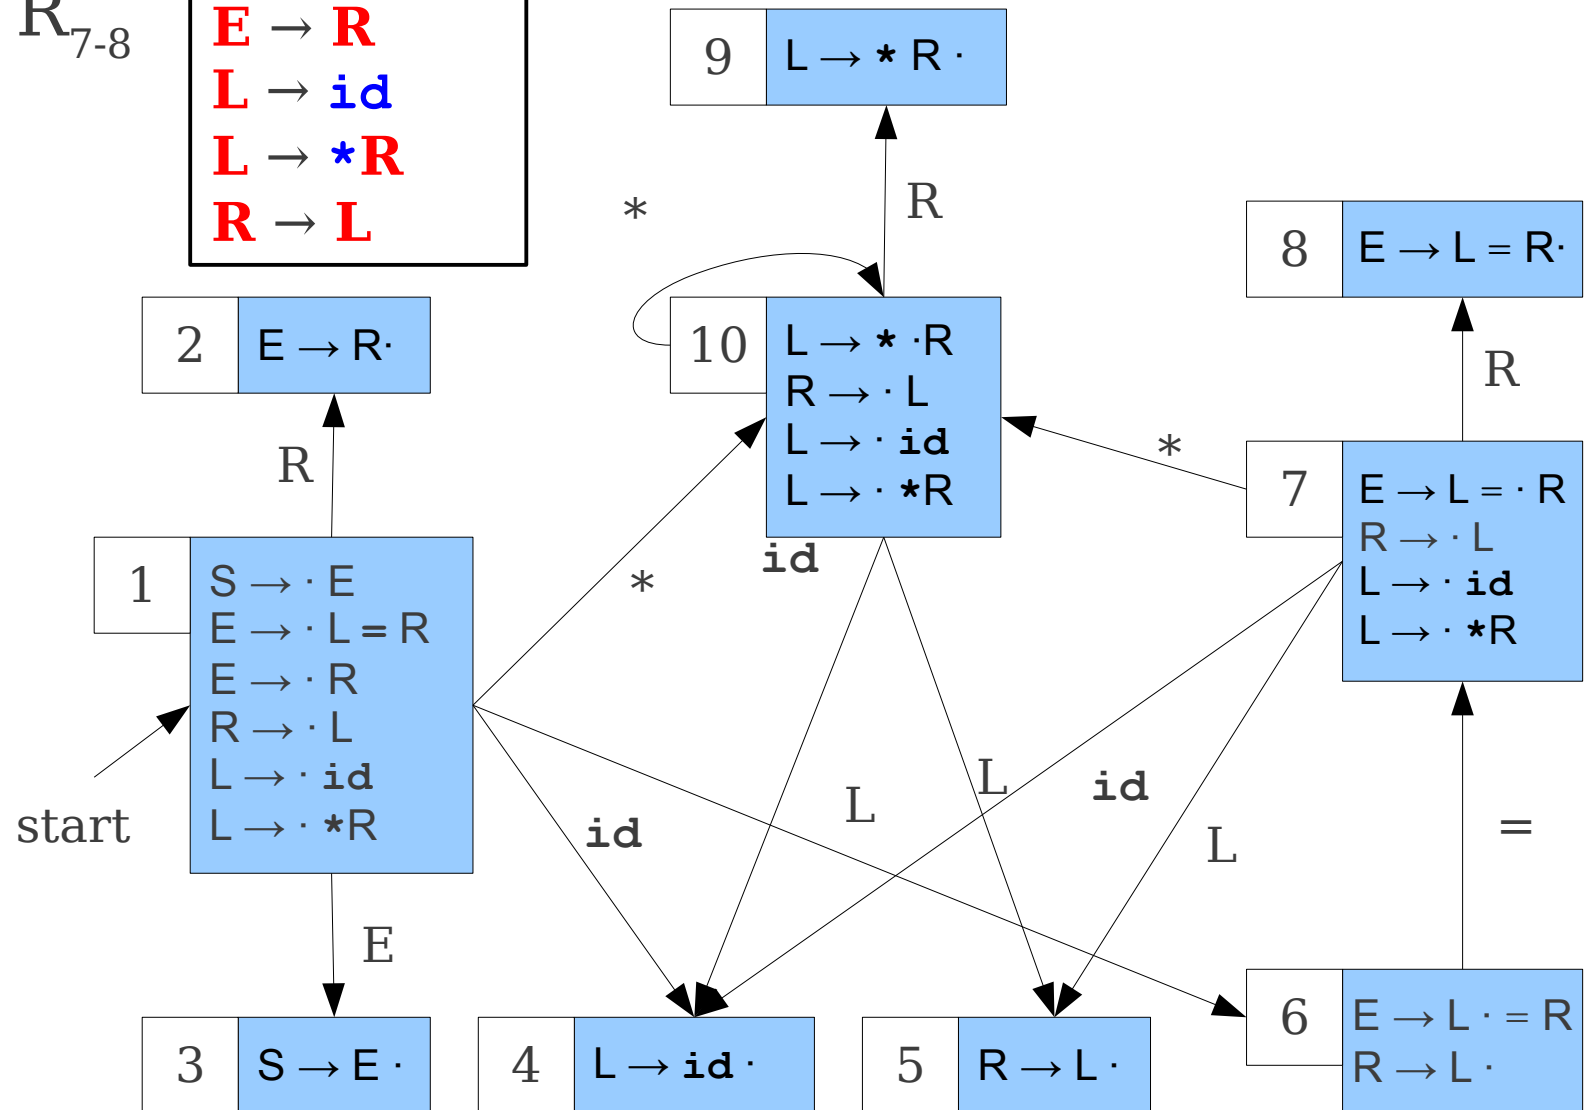 R7-8
E → R
L → id
L → *R
R → L
9
L → * R ·
*
R
8
E → L = R·
2
E → R·
10
L → * ·R
R → · L
L → · id
L → · *R
R
R
*
7
E → L = · R
R → · L
L → · id
L → · *R
1
S → · E
E → · L = R
E → · R
R → · L
L → · id
L → · *R
id
*
start
id
L
L
id
L
=
E
3
S → E ·
4
L → id ·
5
R → L ·
6
E → L · = R
R → L ·